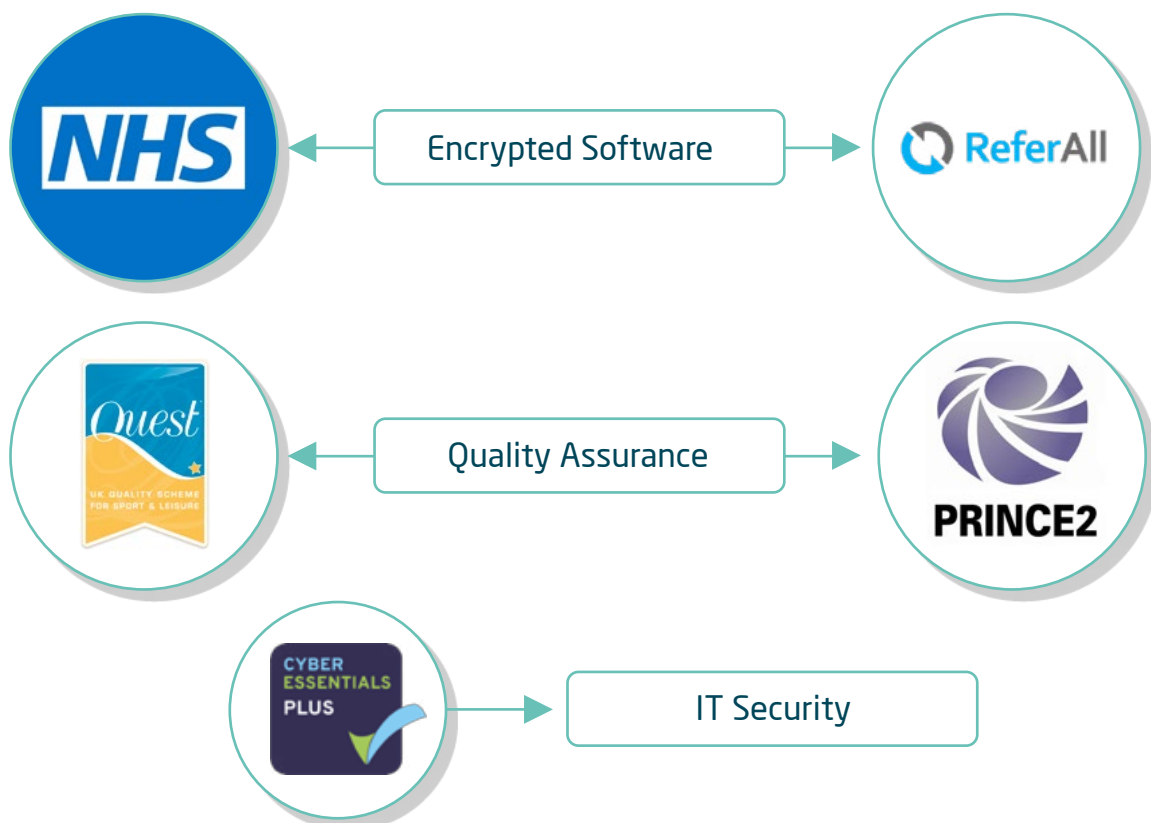 NHS
Encrypted Software
ReferAll
Quest
UK QUALITY SCHEME
FOR SPORT & LEISURE
Quality Assurance
PRINCE2
CYBER
ESSENTIALS
PLUS
IT Security